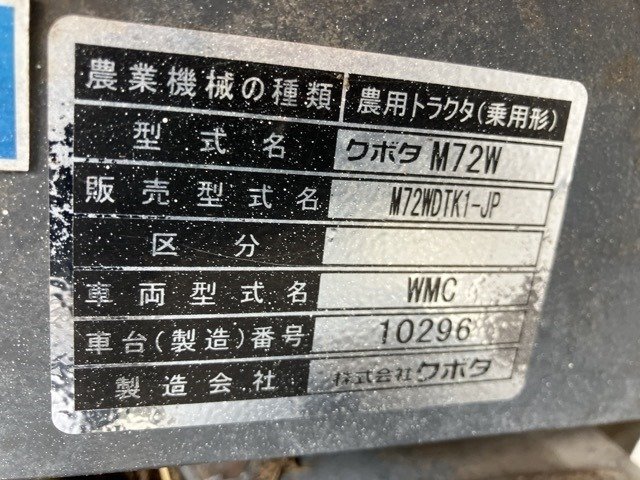 農業機械の種類 農用トラクタ(乗用形)
型式名 クボタ M72W
販売型式名 M72WDTK1-JP
区分
車両型式名 WMC
車台(製造)番号 10296
製造会社 株式会社クボタ